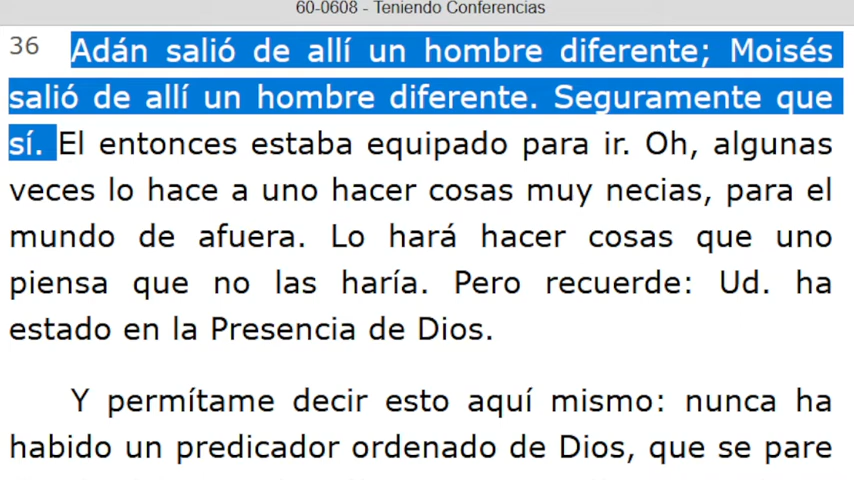 60-0608 - Teniendo Conferencias
36 Adán salió de allí un hombre diferente; Moisés
salió de allí un hombre diferente. Seguramente que
sí. El entonces estaba equipado para ir. Oh, algunas
veces lo hace a uno hacer cosas muy necias, para el
mundo de afuera. Lo hará hacer cosas que uno
piensa que no las haría. Pero recuerde: Ud. ha
estado en la Presencia de Dios.
Y permítame decir esto aquí mismo: nunca ha
habido un predicador ordenado de Dios, que se pare